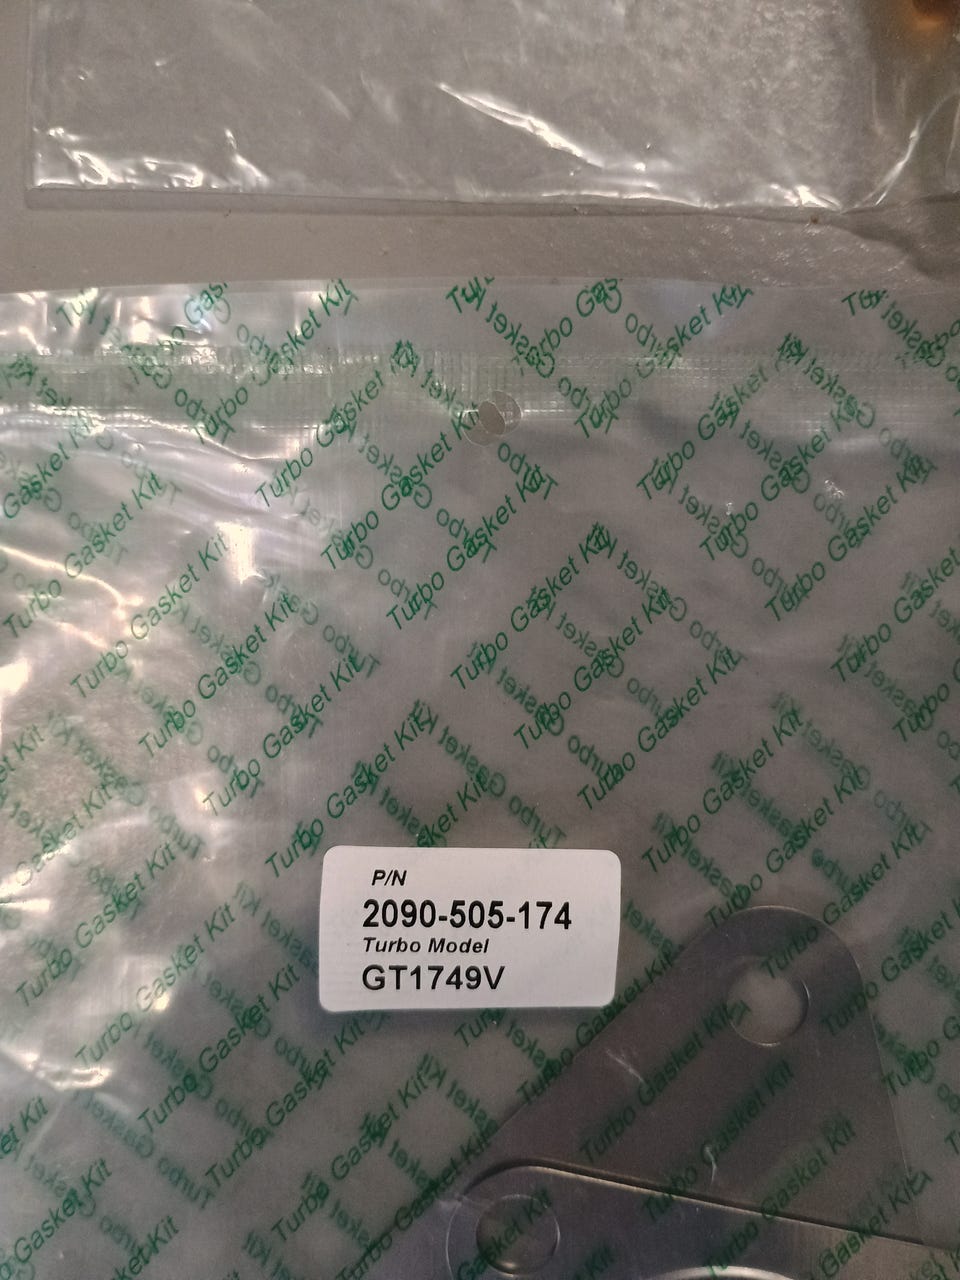 Turbo Gasket Kit
P/N
2090-505-174
Turbo Model
GT1749V